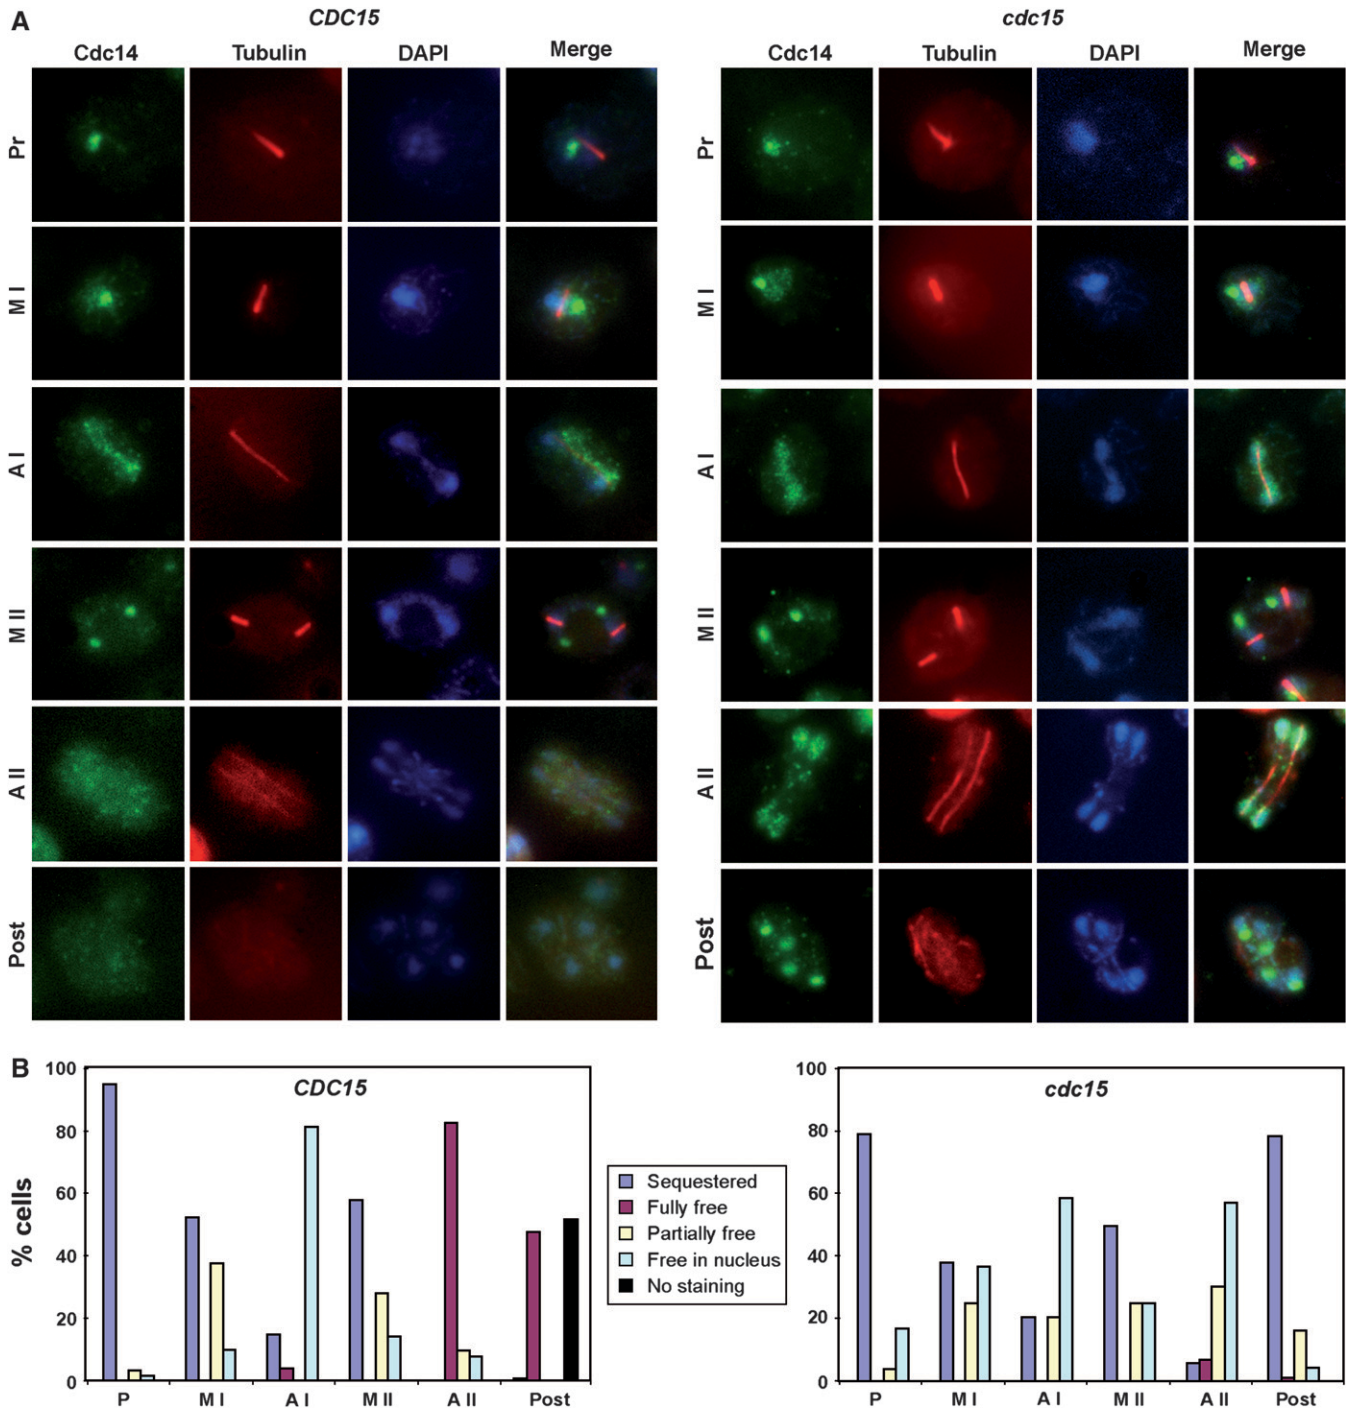 A
CDC15
cdc15
Cdc14 Tubulin DAPI Merge
Cdc14 Tubulin DAPI Merge
Pr
Pr
M I
M I
A I
A I
M II
M II
A II
A II
Post
Post
B
100
80
60
40
20
0
% cells
CDC15
P M I A I M II A II Post
Sequestered
Fully free
Partially free
Free in nucleus
No staining
100
80
60
40
20
0
cdc15
P M I A I M II A II Post